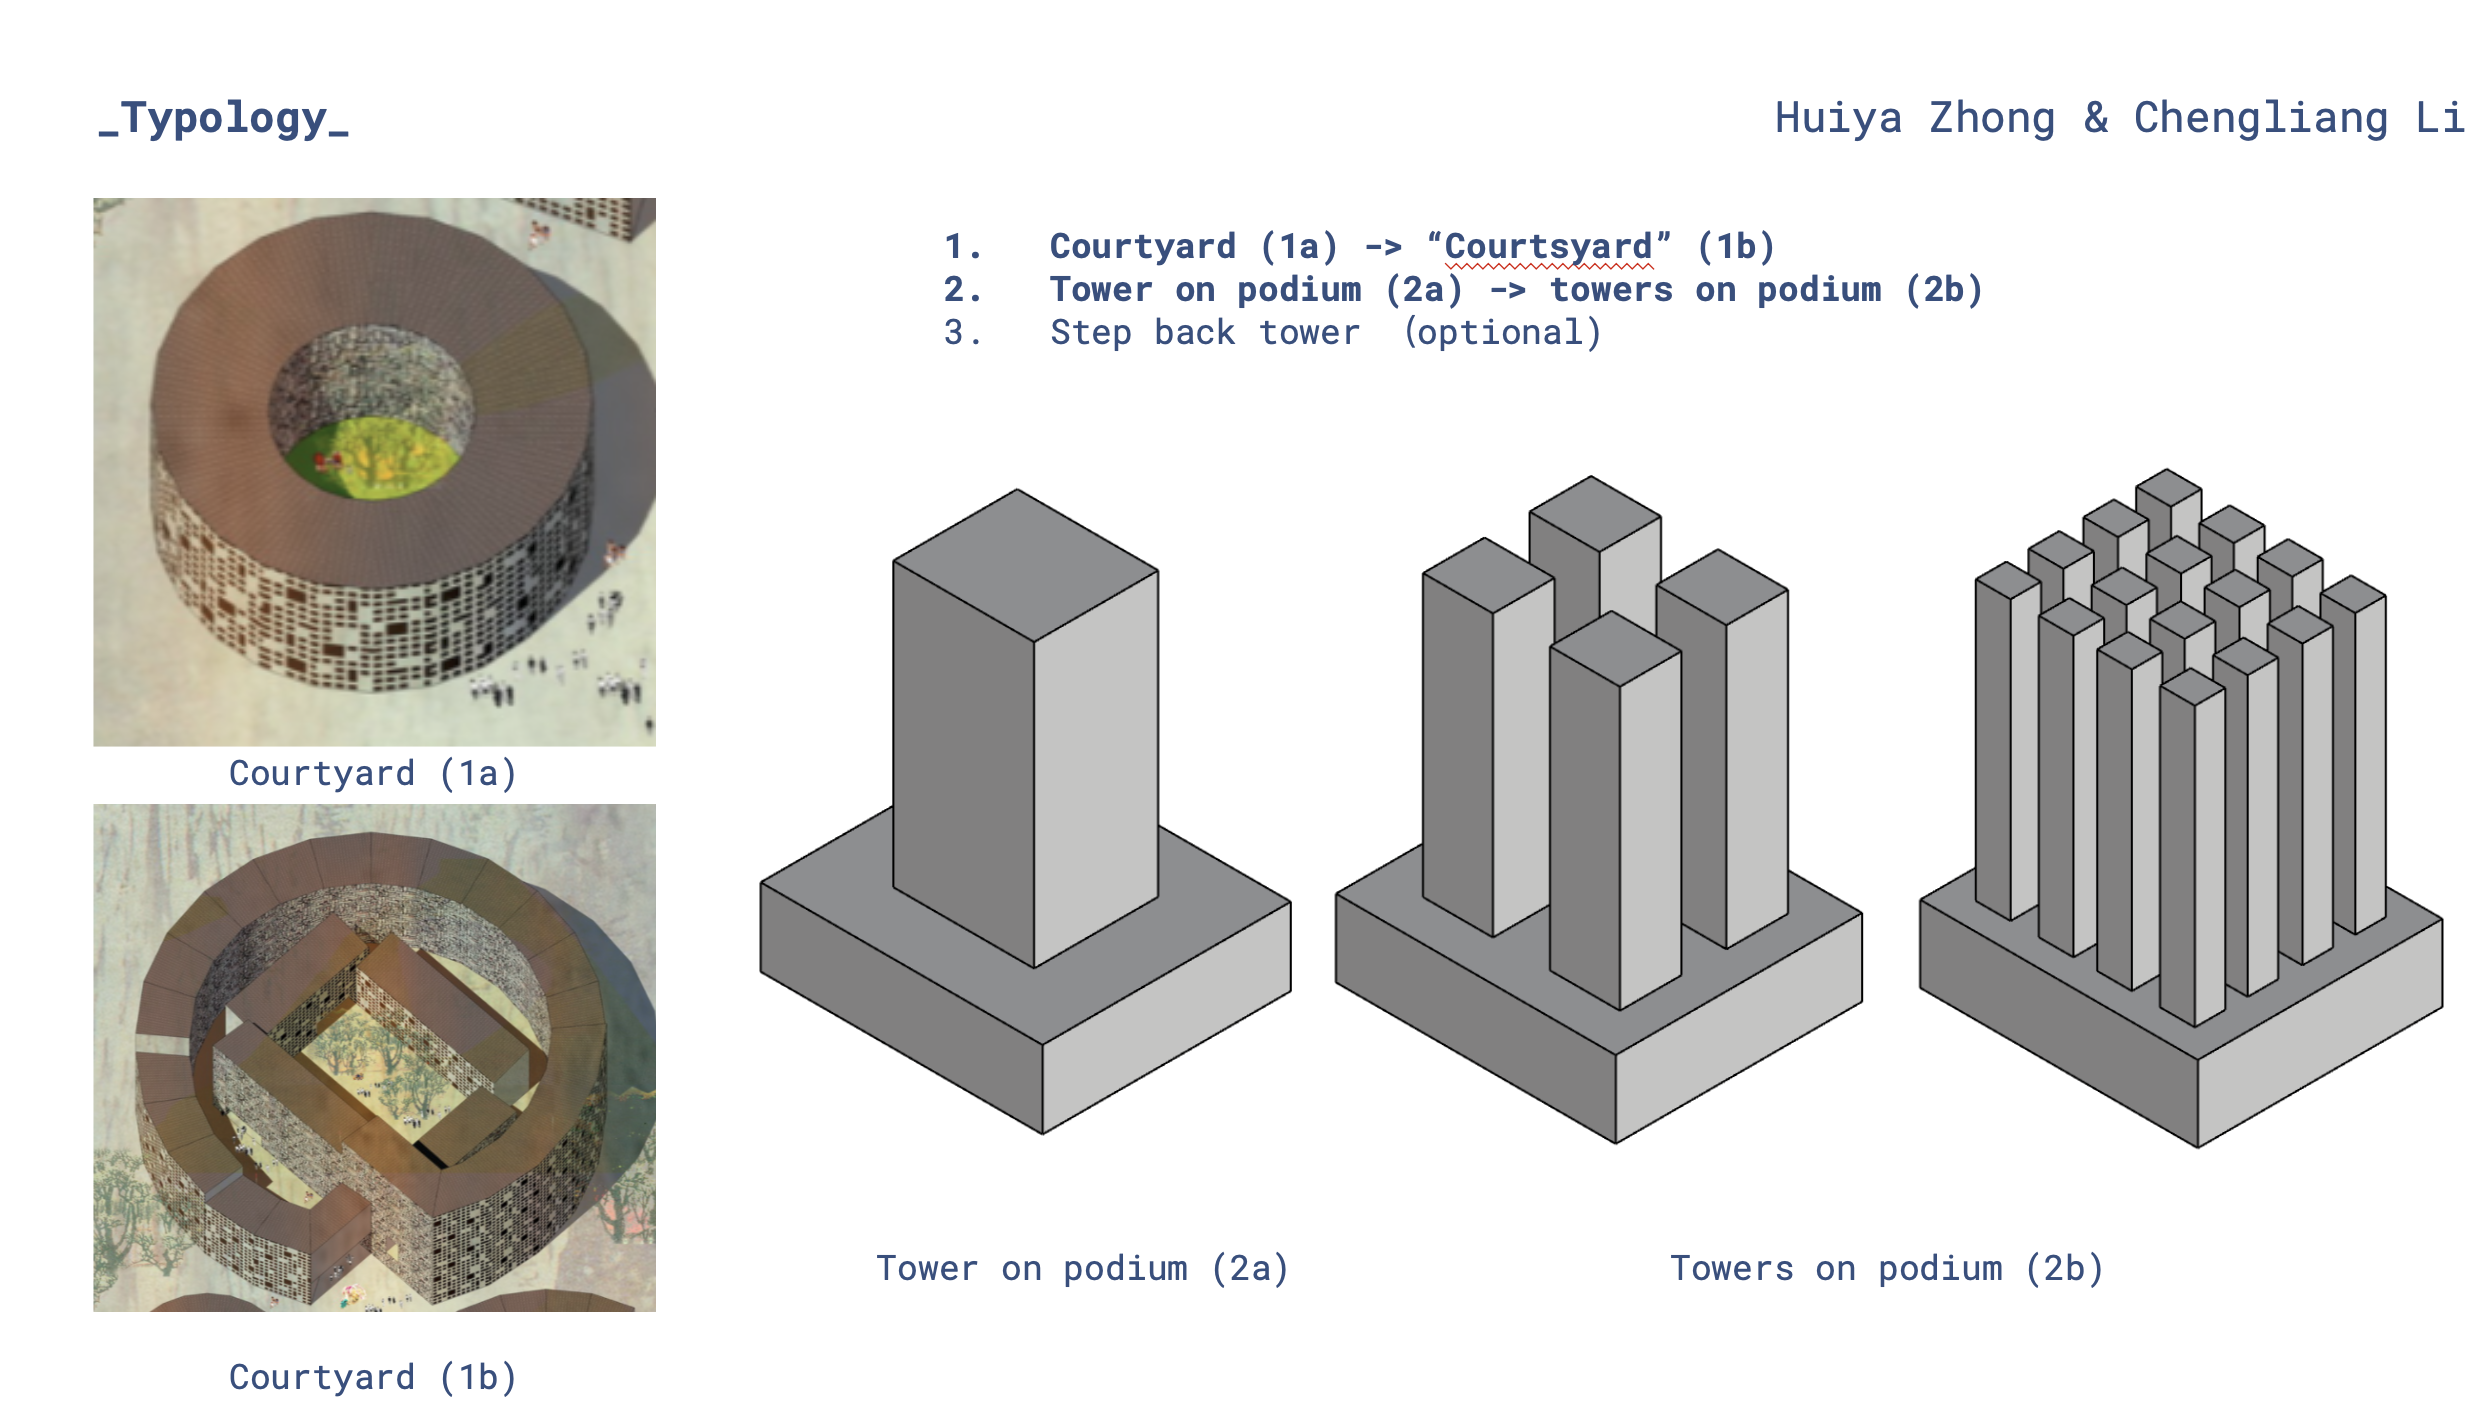 _Typology_
Huiya Zhong & Chengliang Li
1. Courtyard (1a) -> “Courtsyard” (1b)
2. Tower on podium (2a) -> towers on podium (2b)
3. Step back tower (optional)
Courtyard (1a)
Courtyard (1b)
Tower on podium (2a)
Towers on podium (2b)